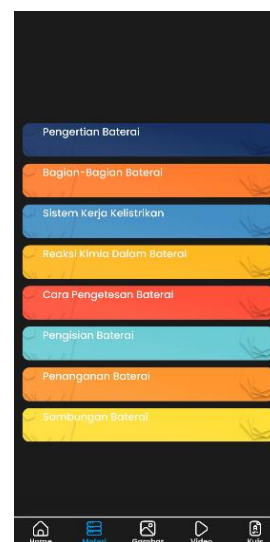 Pengertian Baterai
Bagian-Bagian Baterai
Sistem Kerja Kelistrikan
Reaksi Kimia Dalam Baterai
Cara Pengetesan Baterai
Pengisian Baterai
Penanganan Baterai
Sambungan Baterai
Home Materi Gambar Video Kuis